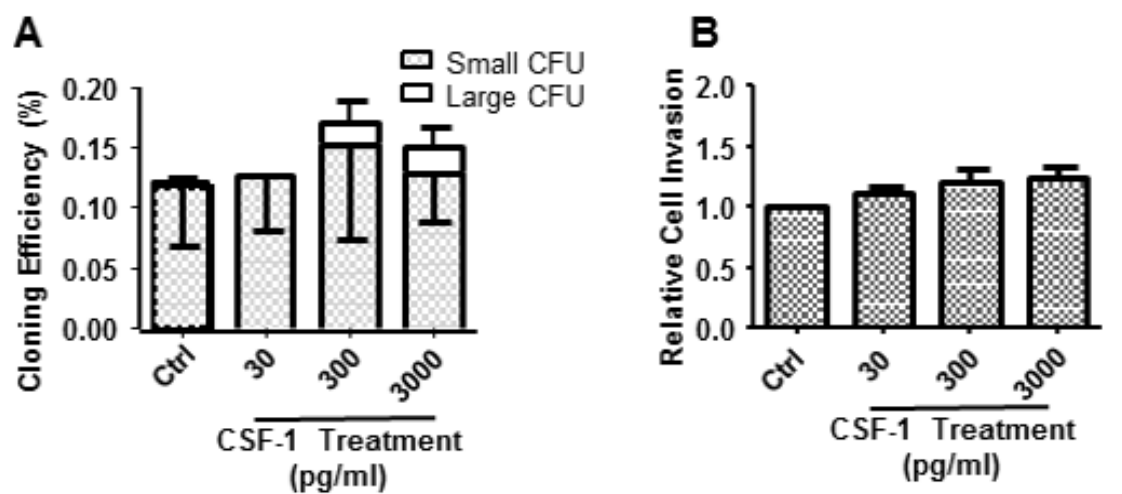 A
Small CFU
Large CFU
Cloning Efficiency (%)
0.20
0.15
0.10
0.05
0.00
Ctrl
30
300
3000
CSF-1 Treatment
(pg/ml)
B
Relative Cell Invasion
2.0
1.5
1.0
0.5
0.0
Ctrl
30
300
3000
CSF-1 Treatment
(pg/ml)